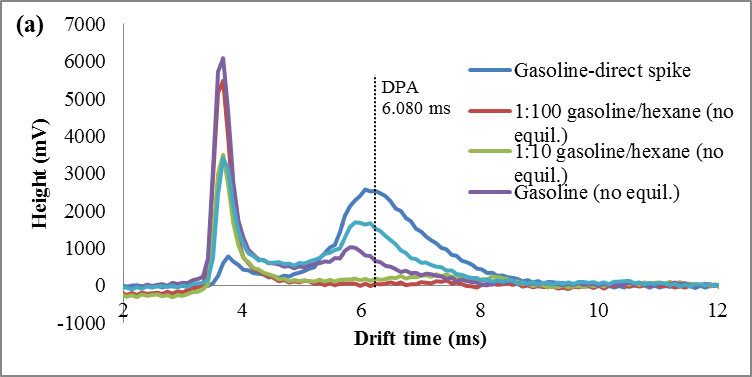 (a)
7000
6000
5000
4000
3000
2000
1000
0
-1000
Height (mV)
2
4
6
8
10
12
Drift time (ms)
DPA
6.080 ms
Gasoline-direct spike
1:100 gasoline/hexane (no
equil.)
1:10 gasoline/hexane (no
equil.)
Gasoline (no equil.)